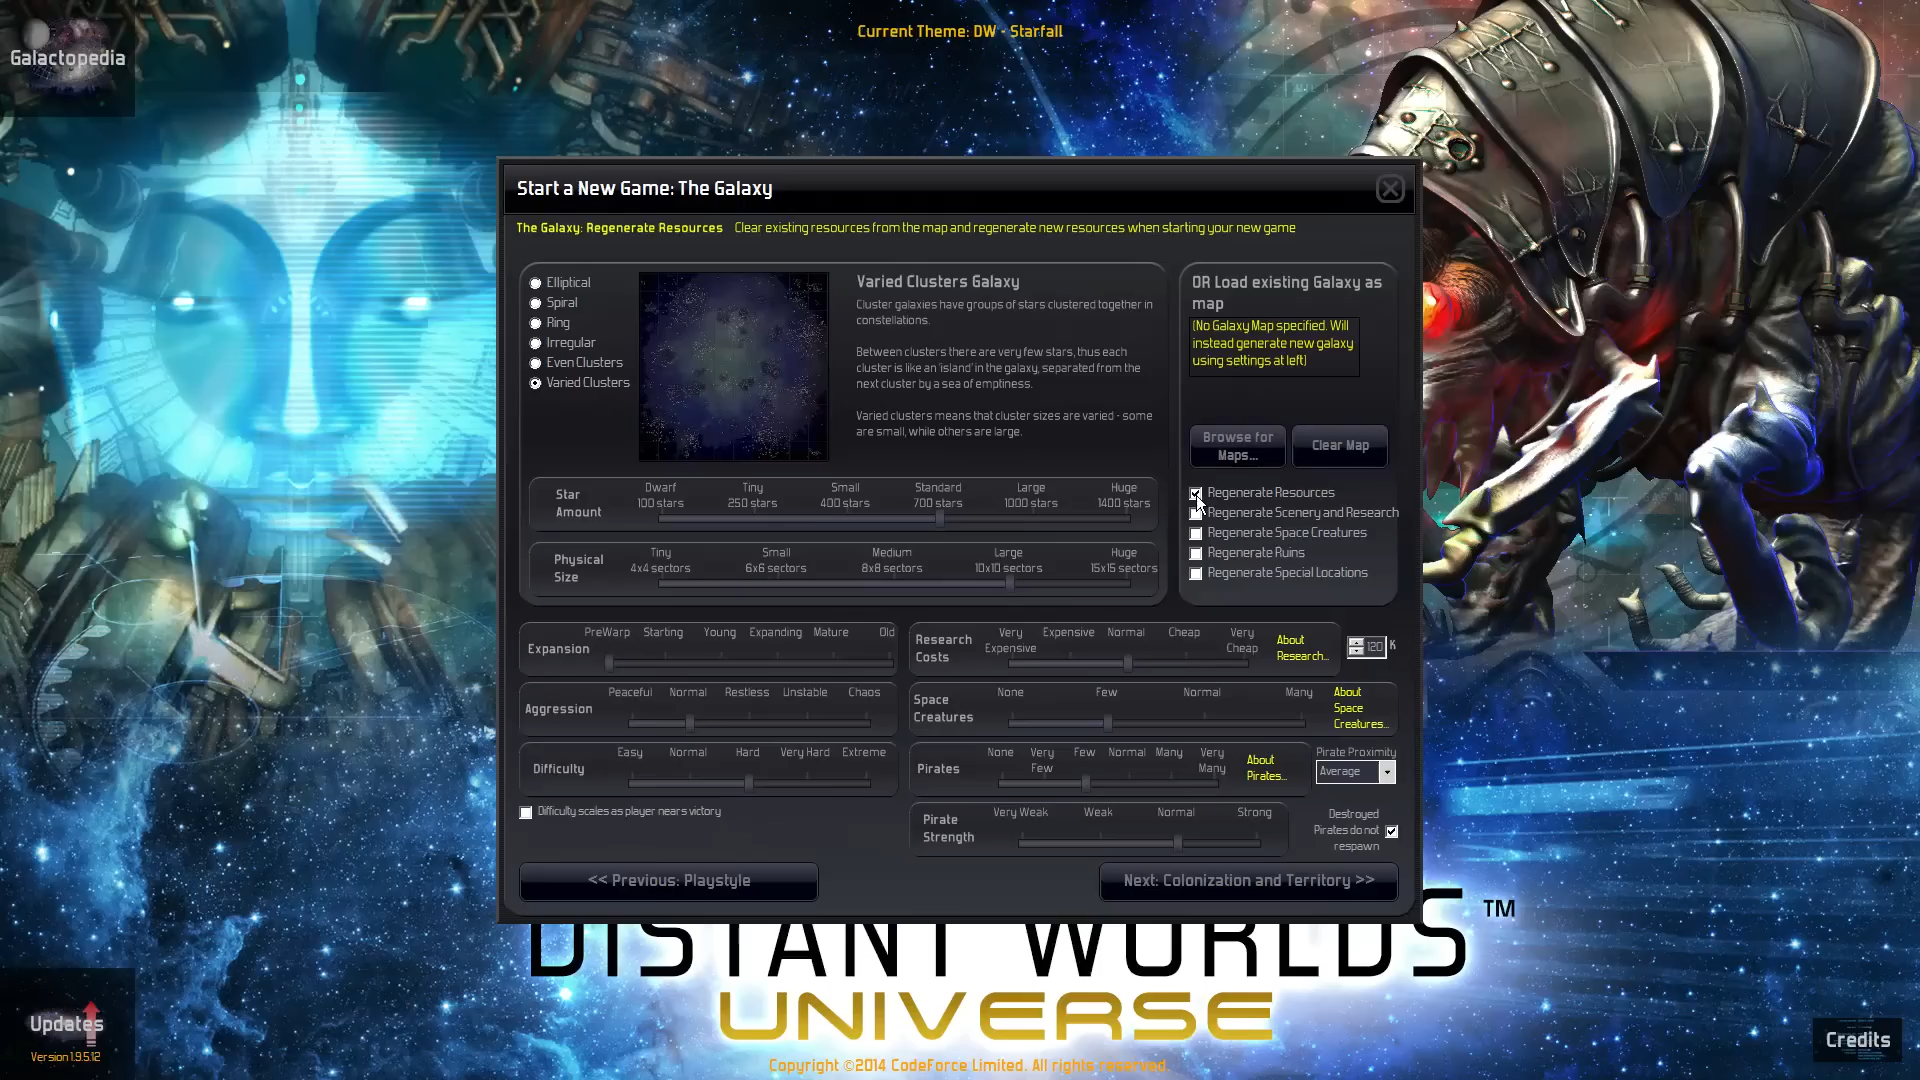 Galactopedia
Current Theme: DW - Starfall
Start a New Game: The Galaxy
The Galaxy: Regenerate Resources Clear existing resources from the map and regenerate new resources when starting your new game
Elliptical
Spiral
Ring
Irregular
Even Clusters
Varied Clusters
Varied Clusters Galaxy
Cluster galaxies have groups of stars clustered together in
constellations.
Between clusters there are very few stars, thus each
cluster is like an 'island' in the galaxy, separated from the
next cluster by a sea of emptiness.
Varied clusters means that cluster sizes are varied - some
are small, while others are large.
OR Load existing Galaxy as
map
(No Galaxy Map specified. Will
instead generate new galaxy
using settings at left)
Browse for
Maps...
Clear Map
Regenerate Resources
Regenerate Scenery and Research
Regenerate Space Creatures
Regenerate Ruins
Regenerate Special Locations
Star
Amount
Dwarf Tiny Small Standard Large Huge
100 stars 250 stars 400 stars 700 stars 1000 stars 1400 stars
Physical
Size
Tiny Small Medium Large Huge
4x4 sectors 6x6 sectors 8x8 sectors 10x10 sectors 15x15 sectors
Expansion
PreWarp Starting Young Expanding Mature Old
Research
Costs
Very Expensive Normal Cheap Very
Expensive Cheap
About
Research...
120 K
Aggression
Peaceful Normal Restless Unstable Chaos
Space
Creatures
None Few Normal Many
About
Space
Creatures...
Difficulty
Easy Normal Hard Very Hard Extreme
Pirates
None Very Few Normal Many Very
Few Many
About
Pirates...
Pirate Proximity
Average
Difficulty scales as player nears victory
Pirate
Strength
Very Weak Weak Normal Strong
Destroyed
Pirates do not
respawn
<< Previous: Playstyle
Next: Colonization and Territory >>
DISTANT WORLDS™
UNIVERSE
Updates
Version 1.9.5.12
Copyright ©2014 CodeForce Limited. All rights reserved.
Credits